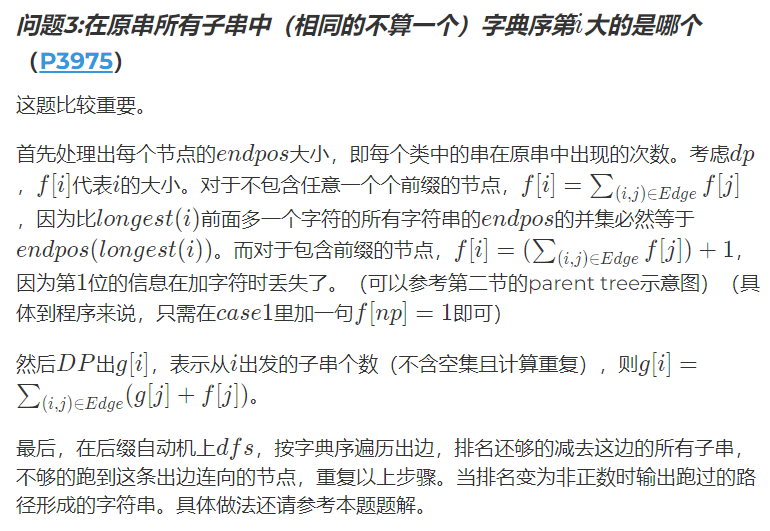 问题3:在原串所有子串中（相同的不算一个）字典序第i大的是哪个
（P3975）
这题比较重要。
首先处理出每个节点的endpos大小，即每个类中的串在原串中出现的次数。考虑dp
，f[i]代表i的大小。对于不包含任意一个个前缀的节点，f[i] = ∑(i,j)∈Edge f[j]
，因为比longest(i)前面多一个字符的所有字符串的endpos的并集必然等于
endpos(longest(i))。而对于包含前缀的节点，f[i] = (∑(i,j)∈Edge f[j]) + 1，
因为第1位的信息在加字符时丢失了。（可以参考第二节的parent tree示意图）（具
体到程序来说，只需在case1里加一句f[np] = 1即可）
然后DP出g[i]，表示从i出发的子串个数（不含空集且计算重复），则g[i] =
∑(i,j)∈Edge(g[j] + f[j])。
最后，在后缀自动机上dfs，按字典序遍历出边，排名还够的减去这边的所有子串，
不够的跑到这条出边连向的节点，重复以上步骤。当排名变为非正数时输出跑过的路
径形成的字符串。具体做法还请参考本题题解。